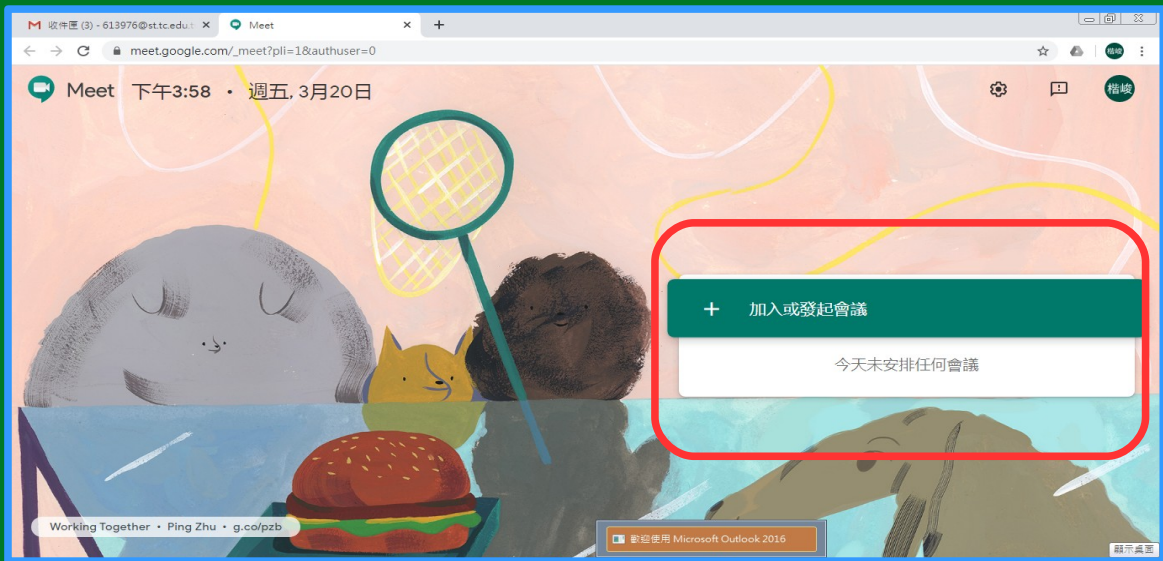 收件匣 (3) - 613976@st.tc.edu.t
Meet
meet.google.com/_meet?pli=1&authuser=0
楷峻
Meet 下午3:58 • 週五, 3月20日
楷峻
+ 加入或發起會議
今天未安排任何會議
Working Together • Ping Zhu • g.co/pzb
歡迎使用 Microsoft Outlook 2016
顯示桌面